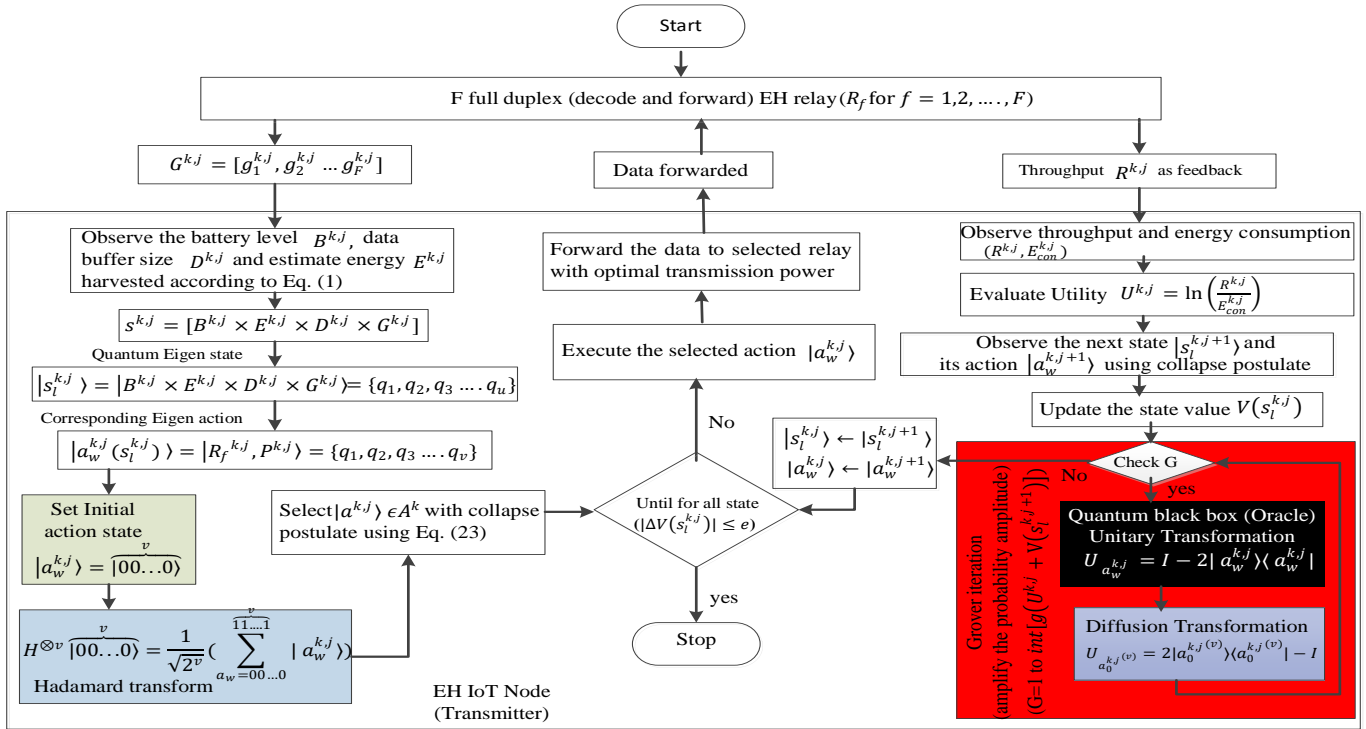 Start
F full duplex (decode and forward) EH relay(R_f for f = 1,2, … . , F)
G^{k,j} = [g_1^{k,j}, g_2^{k,j} … g_F^{k,j}]
Data forwarded
Throughput R^{k,j} as feedback
Observe the battery level B^{k,j}, data
buffer size D^{k,j} and estimate energy E^{k,j}
harvested according to Eq. (1)
s^{k,j} = [B^{k,j} × E^{k,j} × D^{k,j} × G^{k,j}]
Quantum Eigen state
|s_l^{k,j} ⟩ = |B^{k,j} × E^{k,j} × D^{k,j} × G^{k,j}⟩= {q_1, q_2, q_3 … . q_u}
Corresponding Eigen action
|a_w^{k,j}(s_l^{k,j}) ⟩ = |R_f^{k,j}, P^{k,j}⟩ = {q_1, q_2, q_3 … . q_v}
Set Initial
action state
v
|a_w^{k,j}⟩ = |00…0⟩
v v
11….1
H^{⊗v} |00…0⟩ = 1/√2^v ( ∑ | a_w^{k,j}⟩)
a_w=00…0
Hadamard transform
Select|a^{k,j}⟩ ϵA^k with collapse
postulate using Eq. (23)
Forward the data to selected relay
with optimal transmission power
Execute the selected action |a_w^{k,j}⟩
No
Until for all state
(|ΔV(s_l^{k,j})| ≤ e)
yes
Stop
|s_l^{k,j}⟩ ← |s_l^{k,j+1} ⟩
|a_w^{k,j}⟩ ← |a_w^{k,j+1}⟩
EH IoT Node
(Transmitter)
Observe throughput and energy consumption
(R^{k,j}, E_{con}^{k,j})
Evaluate Utility U^{k,j} = ln(R^{k,j}/E_{con}^{k,j})
Observe the next state |s_l^{k,j+1}⟩ and
its action |a_w^{k,j+1}⟩ using collapse postulate
Update the state value V(s_l^{k,j})
Check G
No
yes
Quantum black box (Oracle)
Unitary Transformation
U_{a_w^{k,j}} = I − 2| a_w^{k,j}⟩⟨ a_w^{k,j}|
Diffusion Transformation
U_{a_0^{k,j(v)}} = 2|a_0^{k,j(v)}⟩⟨a_0^{k,j(v)}| − I
Grover iteration
(amplify the probability amplitude)
(G=1 to int[g(U^{k,j} + V(s_l^{k,j+1})])